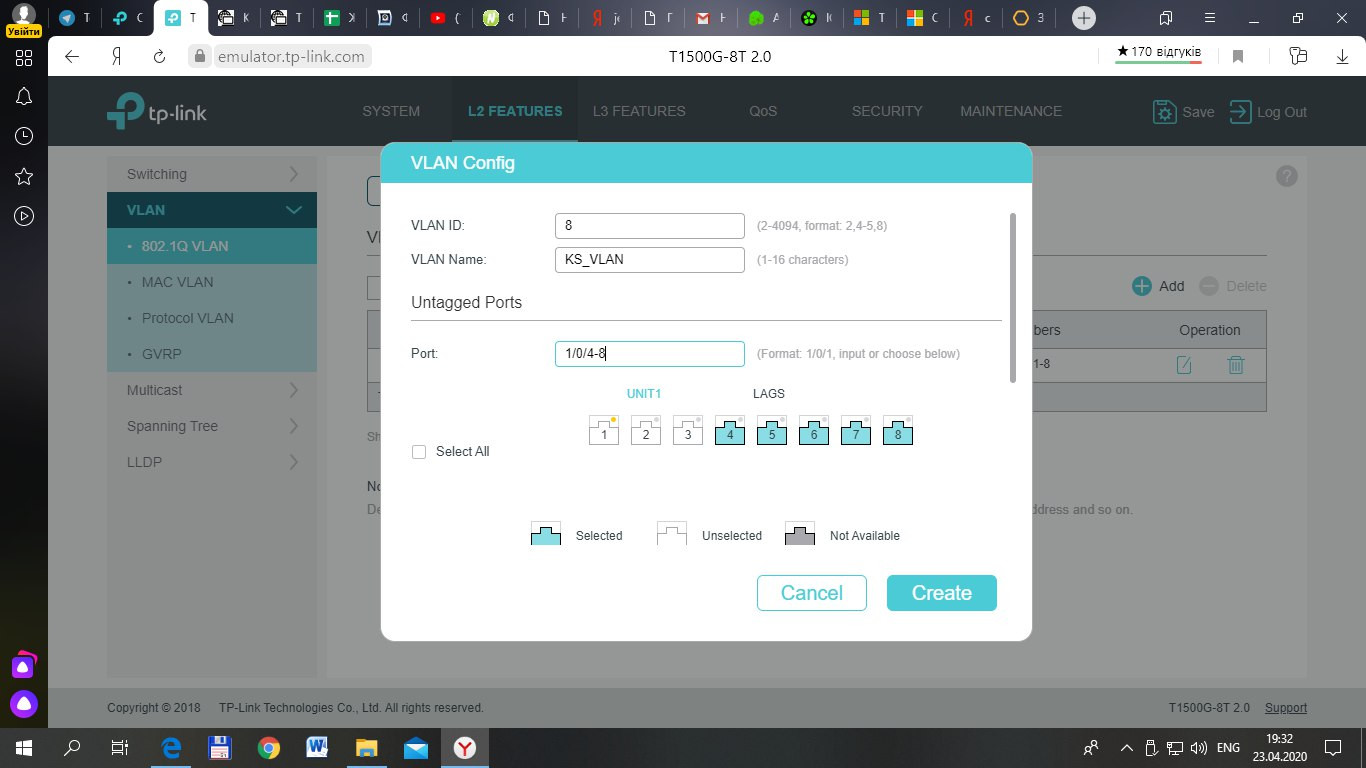 Увійти
emulator.tp-link.com
T1500G-8T 2.0
★ 170 відгуків
tp-link
SYSTEM
L2 FEATURES
L3 FEATURES
QoS
SECURITY
MAINTENANCE
Save
Log Out
Switching
VLAN
802.1Q VLAN
MAC VLAN
Protocol VLAN
GVRP
Multicast
Spanning Tree
LLDP
VLAN Config
VLAN ID:
8
(2-4094, format: 2,4-5,8)
VLAN Name:
KS_VLAN
(1-16 characters)
Untagged Ports
Port:
1/0/4-8
(Format: 1/0/1, input or choose below)
UNIT1
LAGS
1 2 3 4 5 6 7 8
Select All
Selected
Unselected
Not Available
Cancel
Create
?
Add
Delete
bers
Operation
1-8
ddress and so on.
Copyright © 2018
TP-Link Technologies Co., Ltd. All rights reserved.
T1500G-8T 2.0
Support
ENG
19:32
23.04.2020